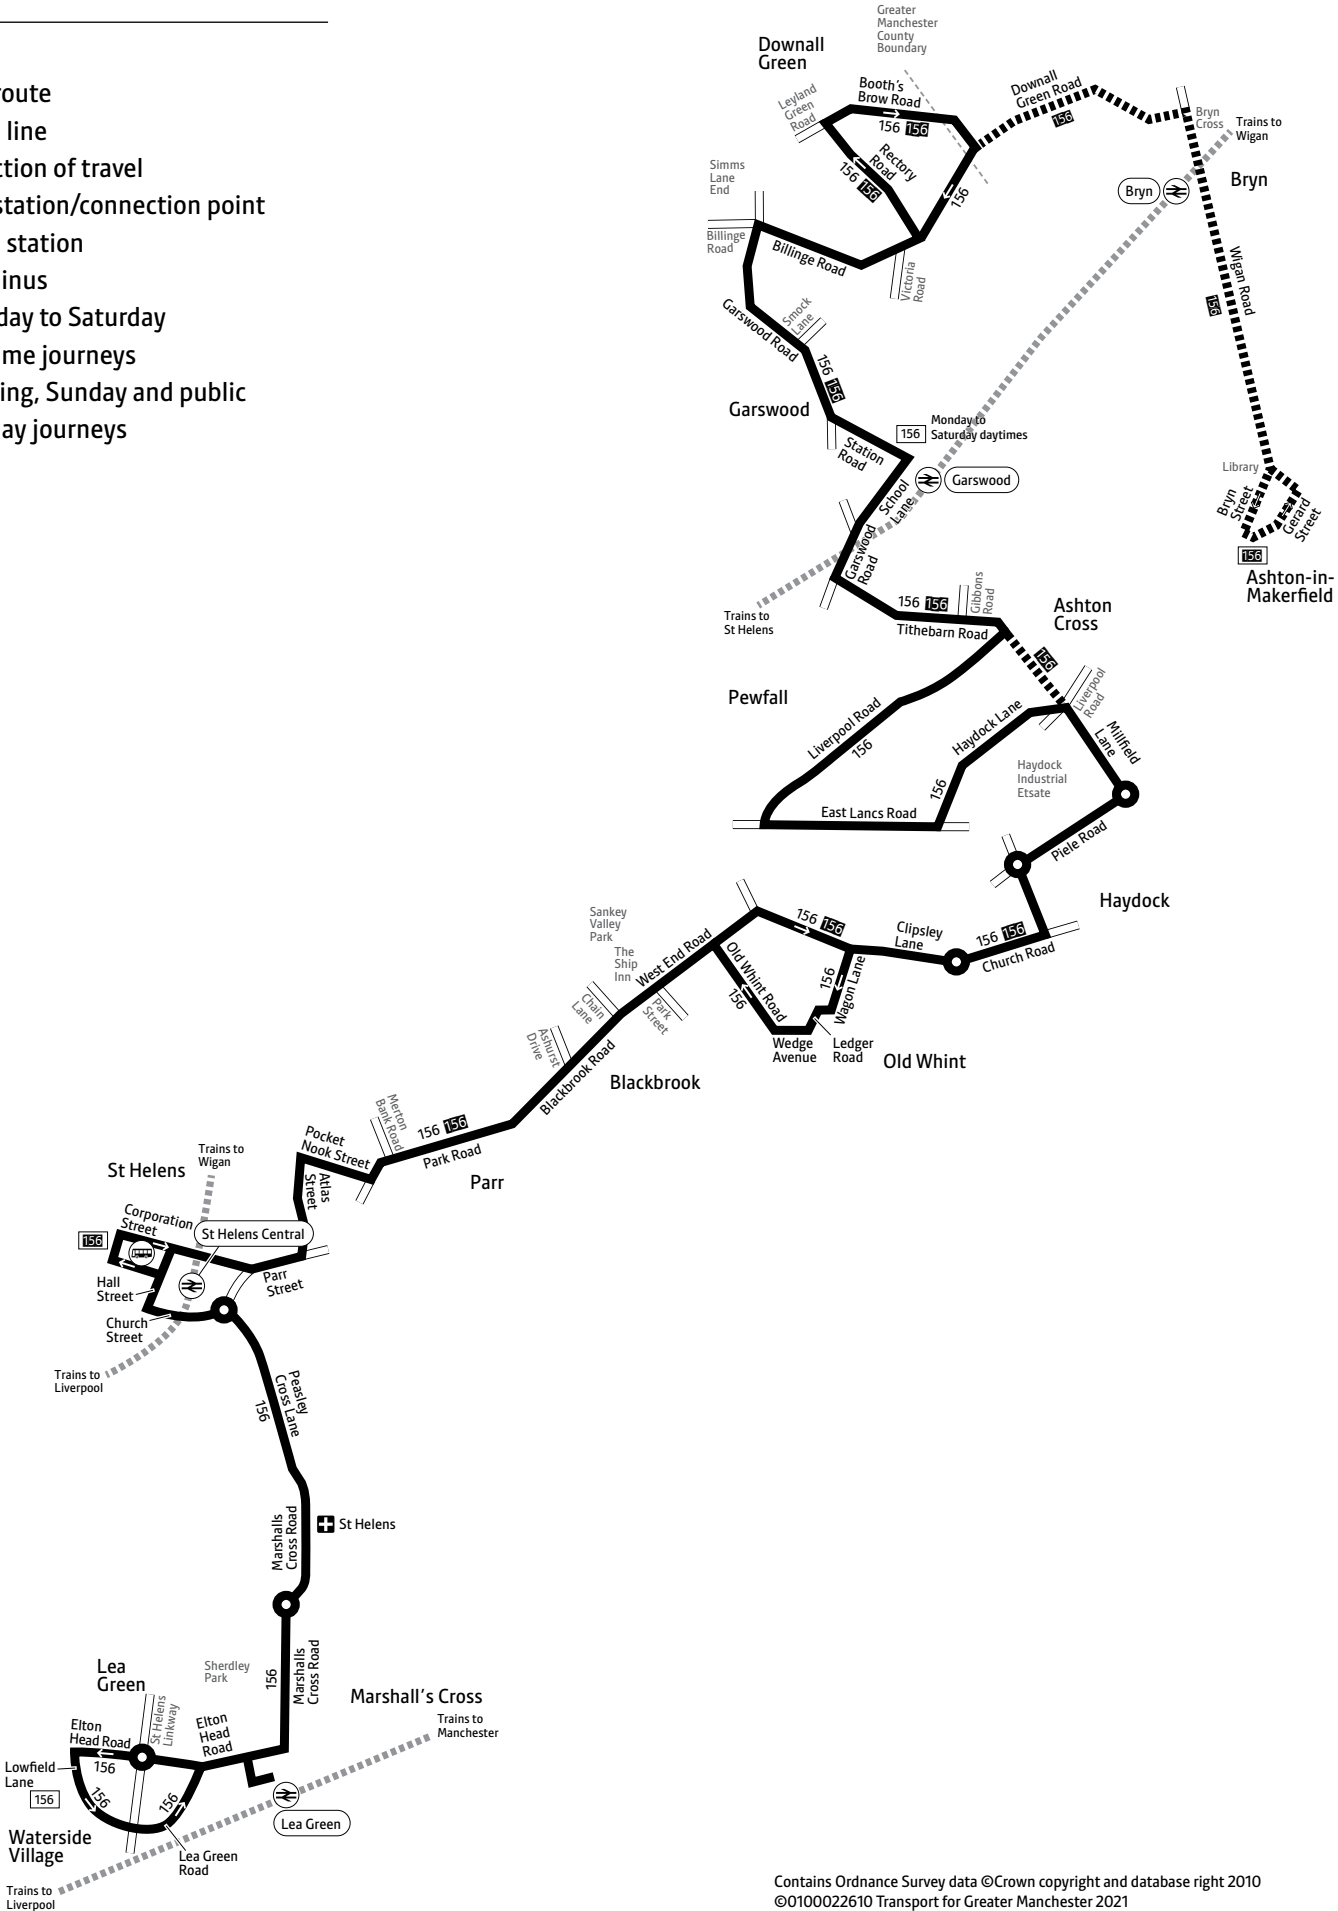 oute
line
ction of travel
station/connection point
station
inus
day to Saturday
me journeys
ing, Sunday and public
ay journeys
Greater
Manchester
County
Boundary
Downall
Green
Leyland
Green
Road
Booth's
Brow Road
156 156
Rectory
Road
156 156
156
Downall
Green Road
156
Bryn
Cross
Trains to
Wigan
Bryn
Bryn
Simms
Lane
End
Billinge
Road
Billinge Road
Victoria
Road
Wigan Road
156
Garswood Road
Smock
Lane
156 156
Garswood
156
Monday to
Saturday daytimes
Station
Road
Garswood
School
Lane
Garswood
Road
Library
Bryn
Street
Gerard
Street
156
Ashton-in-
Makerfield
Trains to
St Helens
156 156
Gibbons
Road
Tithebarn Road
Ashton
Cross
156
Pewfall
Liverpool Road
156
Liverpool
Road
Haydock Lane
156
Millfield
Lane
Haydock
Industrial
Etsate
East Lancs Road
Piele Road
Haydock
Sankey
Valley
Park
The
Ship
Inn
West End Road
156 156
Clipsley
Lane
156 156
Church Road
Old Whint Road
156
156
Wagon Lane
Chain
Lane
Park
Street
Ashurst
Drive
Wedge
Avenue
Ledger
Road
Old Whint
Blackbrook Road
Blackbrook
Merton
Bank Road
156 156
Park Road
Parr
Pocket
Nook Street
Atlas
Street
Trains to
Wigan
St Helens
Corporation
Street
St Helens Central
156
Hall
Street
Parr
Street
Church
Street
Trains to
Liverpool
Peasley
Cross Lane
156
Marshalls
Cross Road
St Helens
Marshalls
Cross Road
156
Sherdley
Park
Lea
Green
Marshall's Cross
Trains to
Manchester
Elton
Head Road
156
St Helens
Linkway
Elton
Head
Road
Lowfield
Lane
156
156
156
Lea Green
Waterside
Village
Lea Green
Road
Trains to
Liverpool
Contains Ordnance Survey data ©Crown copyright and database right 2010
©0100022610 Transport for Greater Manchester 2021